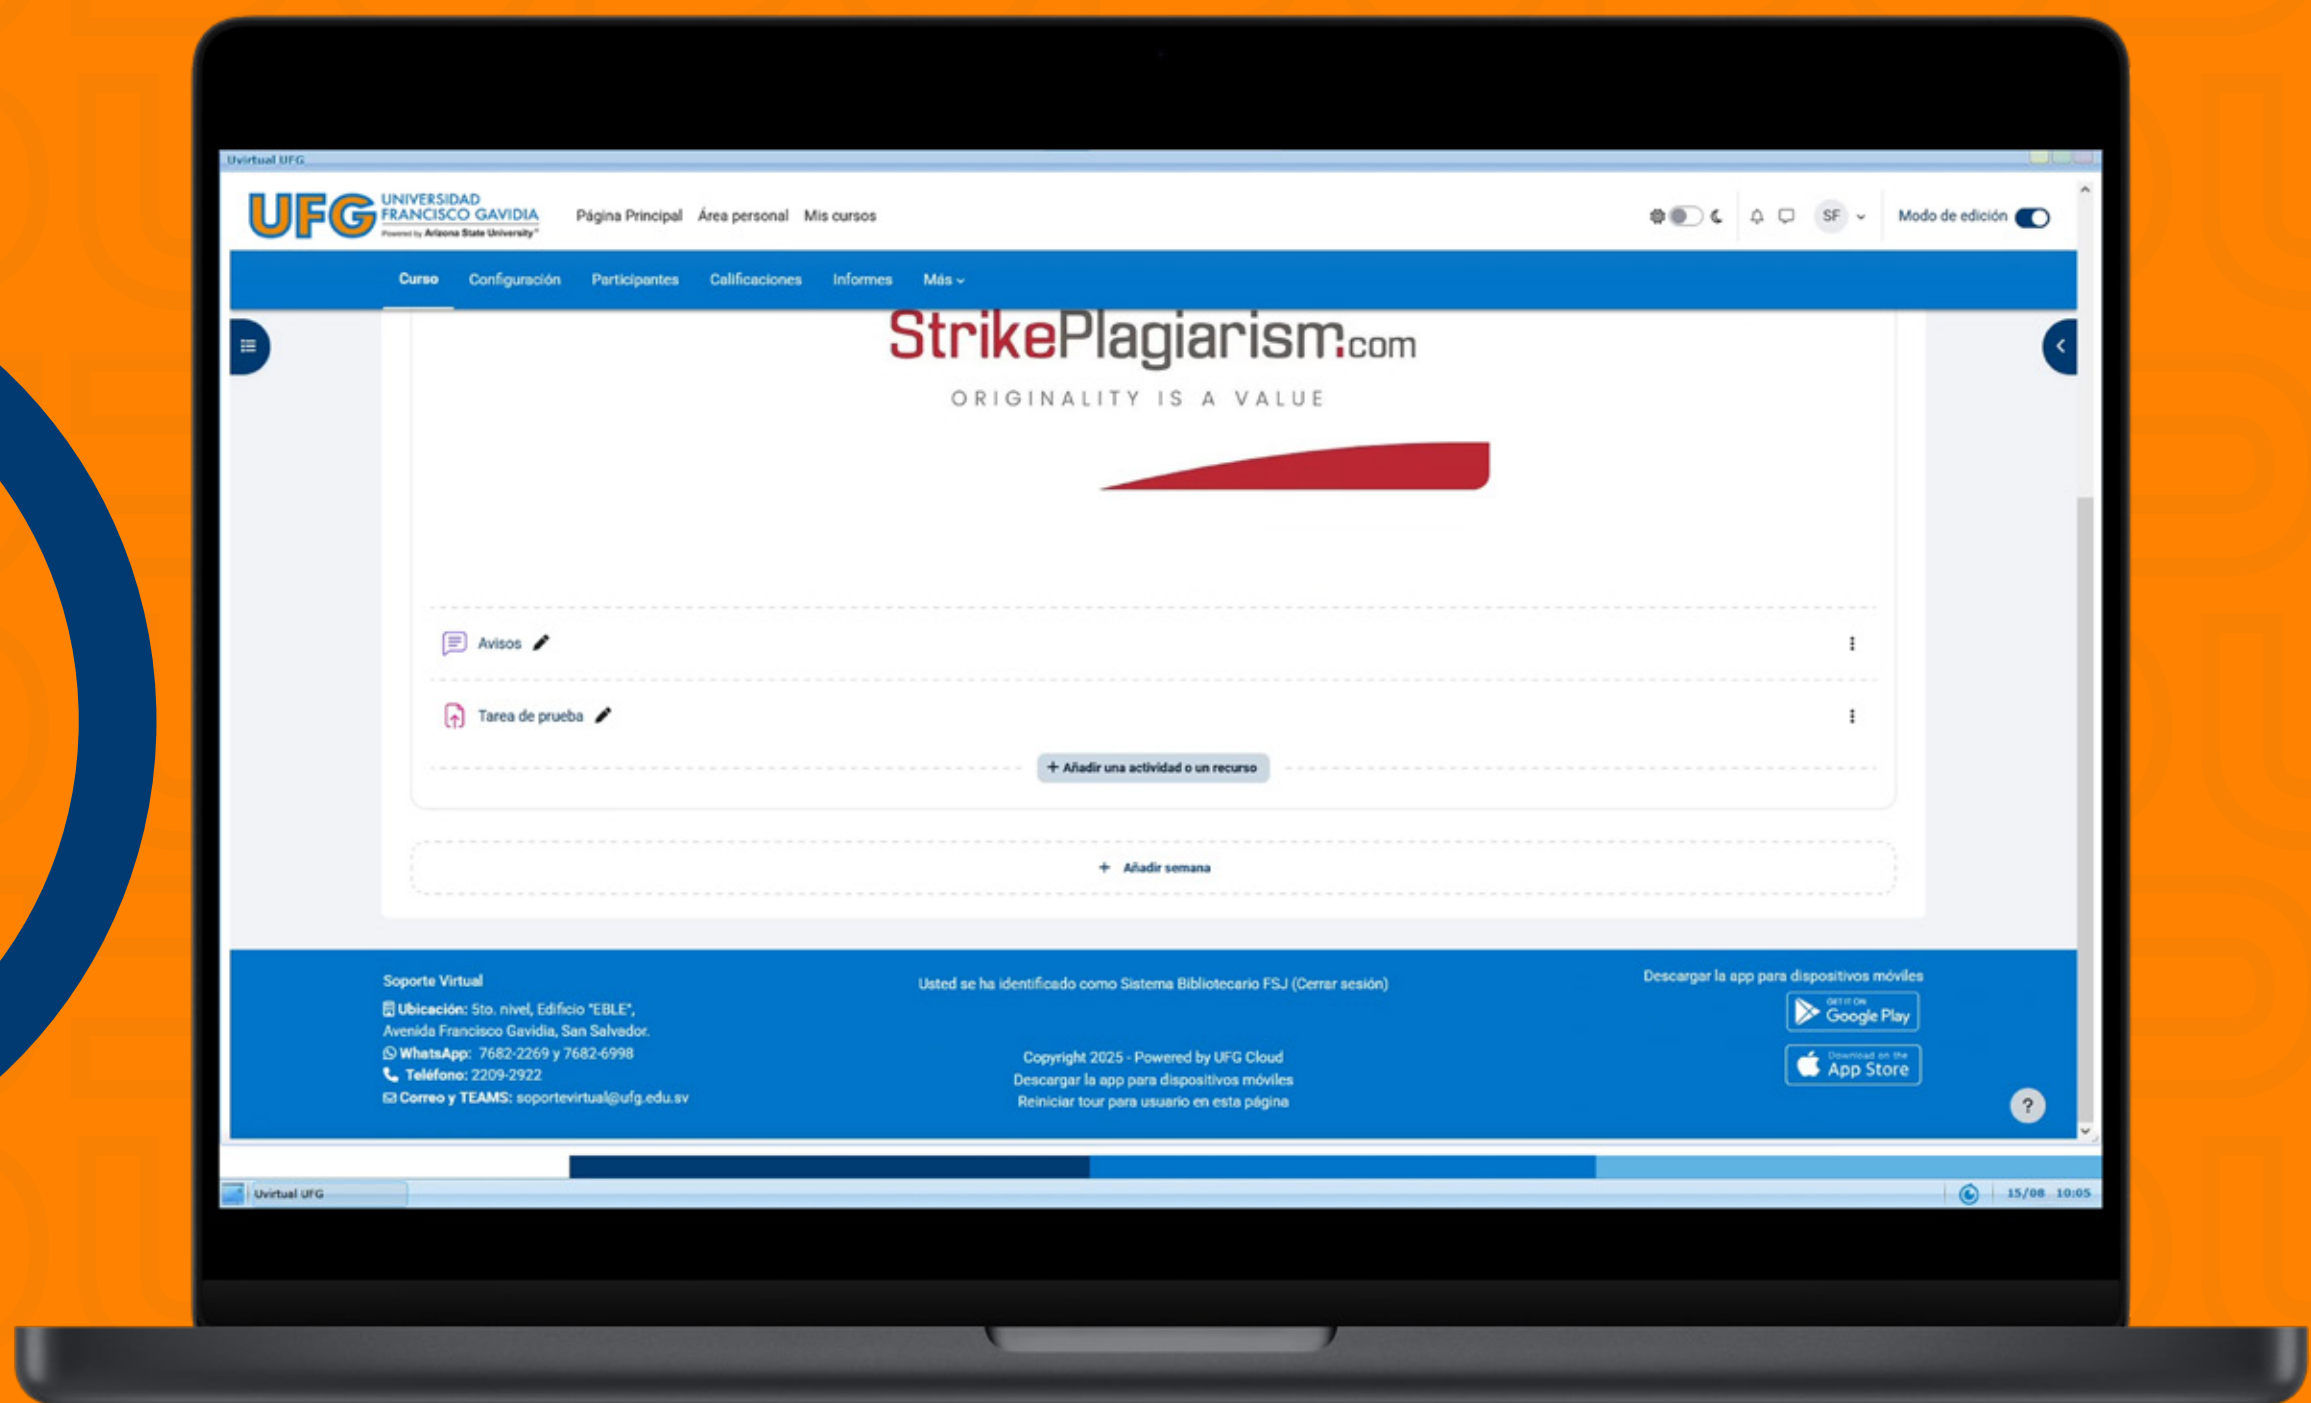 Uvirtual UFG
UFG
UNIVERSIDAD
FRANCISCO GAVIDIA
Powered by Arizona State University®
Página Principal Área personal Mis cursos
SF
Modo de edición
Curso Configuración Participantes Calificaciones Informes Más
StrikePlagiarism.com
ORIGINALITY IS A VALUE
Avisos
Tarea de prueba
+ Añadir una actividad o un recurso
+ Añadir semana
Soporte Virtual
Ubicación: 5to. nivel, Edificio "EBLE",
Avenida Francisco Gavidia, San Salvador.
WhatsApp: 7682-2269 y 7682-6998
Teléfono: 2209-2922
Correo y TEAMS: soportevirtual@ufg.edu.sv
Usted se ha identificado como Sistema Bibliotecario FSJ (Cerrar sesión)
Copyright 2025 - Powered by UFG Cloud
Descargar la app para dispositivos móviles
Reiniciar tour para usuario en esta página
Descargar la app para dispositivos móviles
GET IT ON
Google Play
Download on the
App Store
?
Uvirtual UFG
15/08 10:05